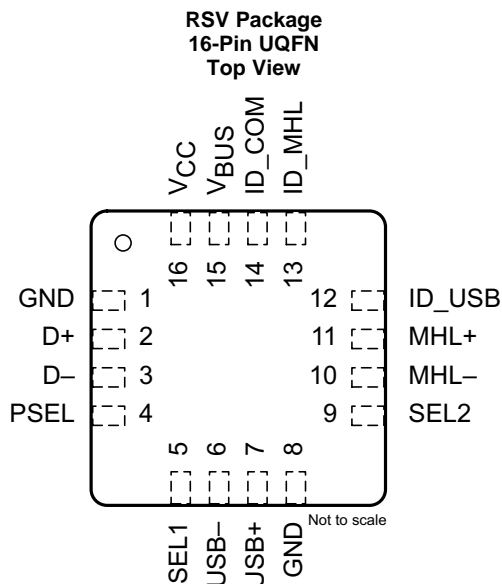 RSV Package
16-Pin UQFN
Top View
VCC
VBUS
ID_COM
ID_MHL
16
15
14
13
GND 1
D+ 2
D– 3
PSEL 4
12 ID_USB
11 MHL+
10 MHL–
9 SEL2
5
6
7
8
SEL1
USB–
USB+
GND
Not to scale